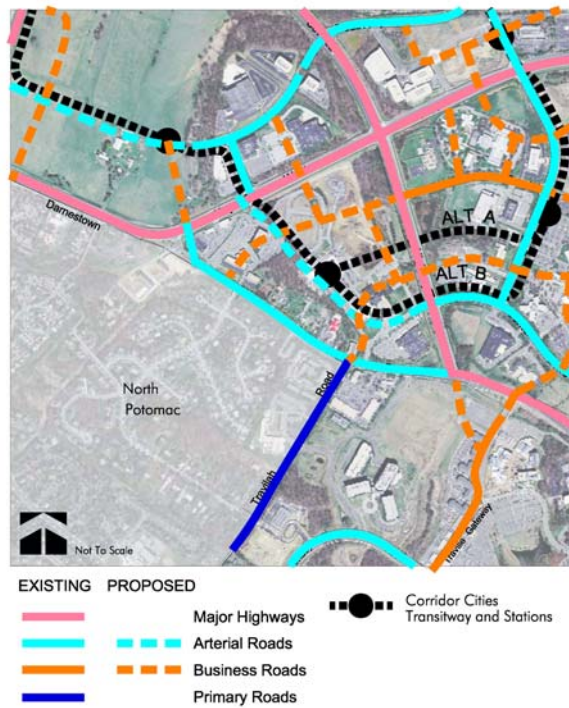 Darnestown
ALT A
ALT B
North
Potomac
Road
Travilah
Travilie Gateway
Not To Scale
EXISTING PROPOSED
Major Highways
Arterial Roads
Business Roads
Primary Roads
Corridor Cities
Transitway and Stations